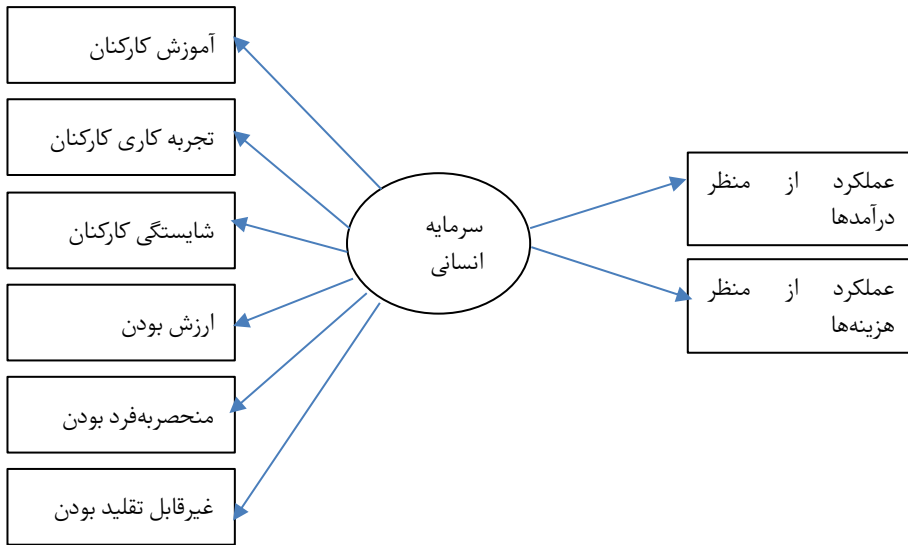 آموزش کارکنان
تجربه کاری کارکنان
شایستگی کارکنان
ارزش بودن
منحصربه‌فرد بودن
غیرقابل تقلید بودن
سرمایه
انسانی
عملکرد از منظر
درآمدها
عملکرد از منظر
هزینه‌ها